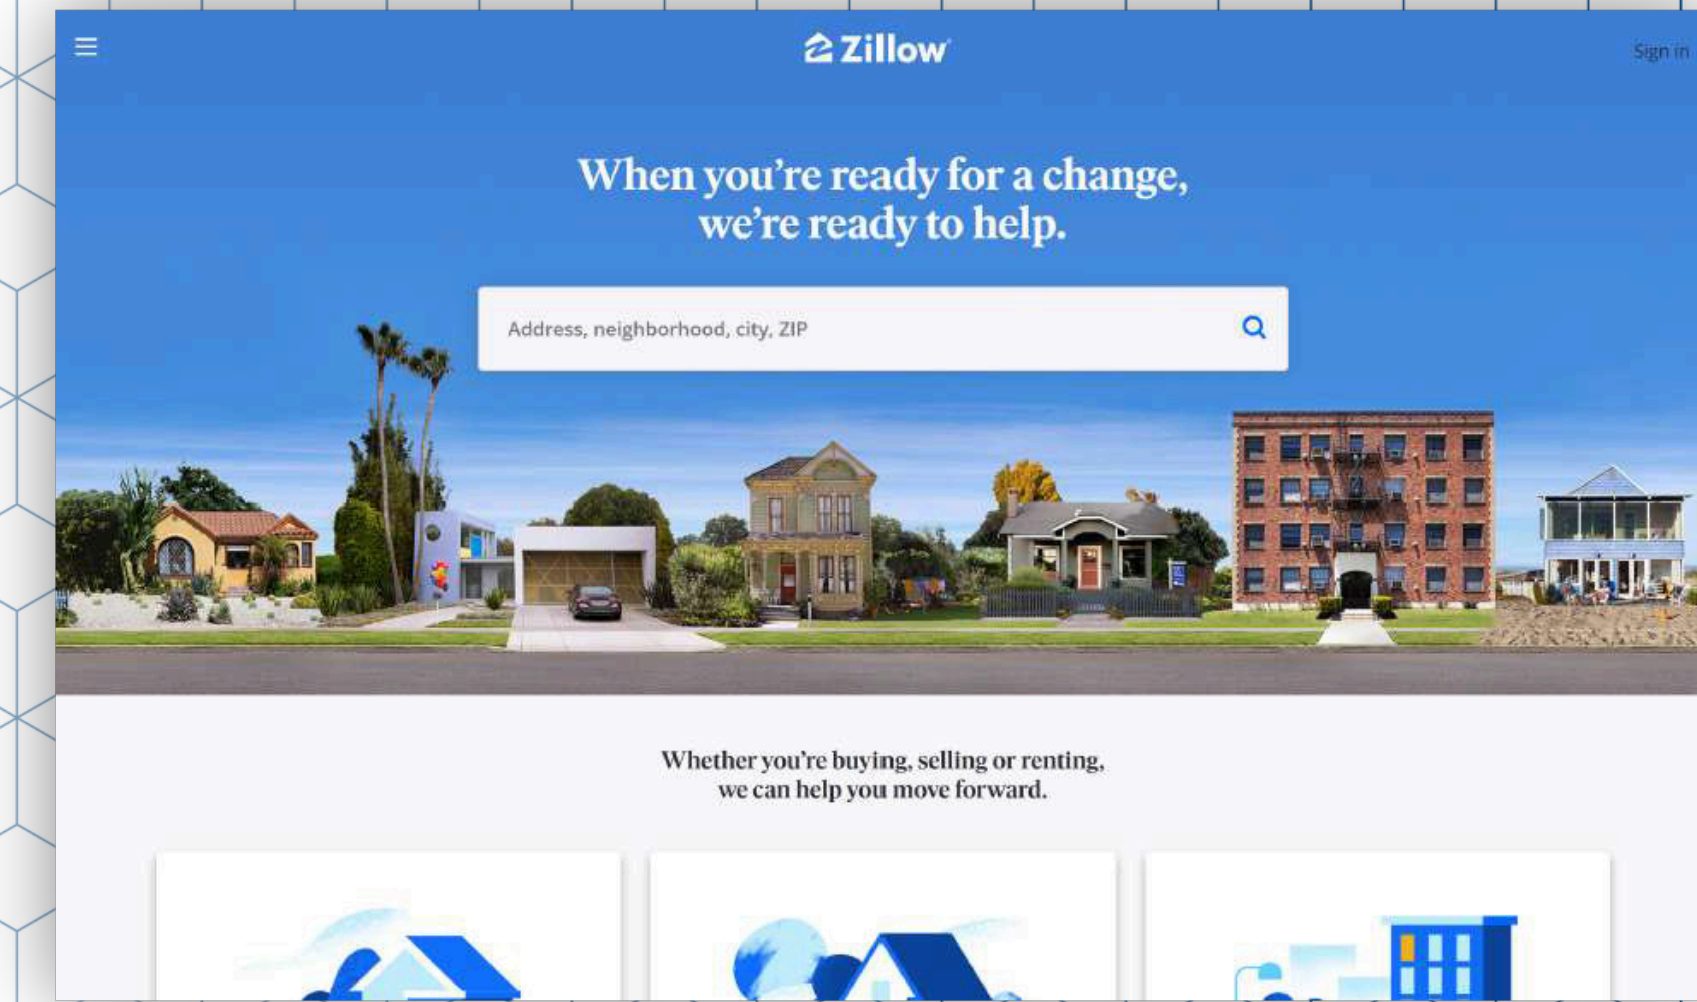 Zillow
Sign in
When you're ready for a change,
we're ready to help.
Address, neighborhood, city, ZIP
Whether you're buying, selling or renting,
we can help you move forward.